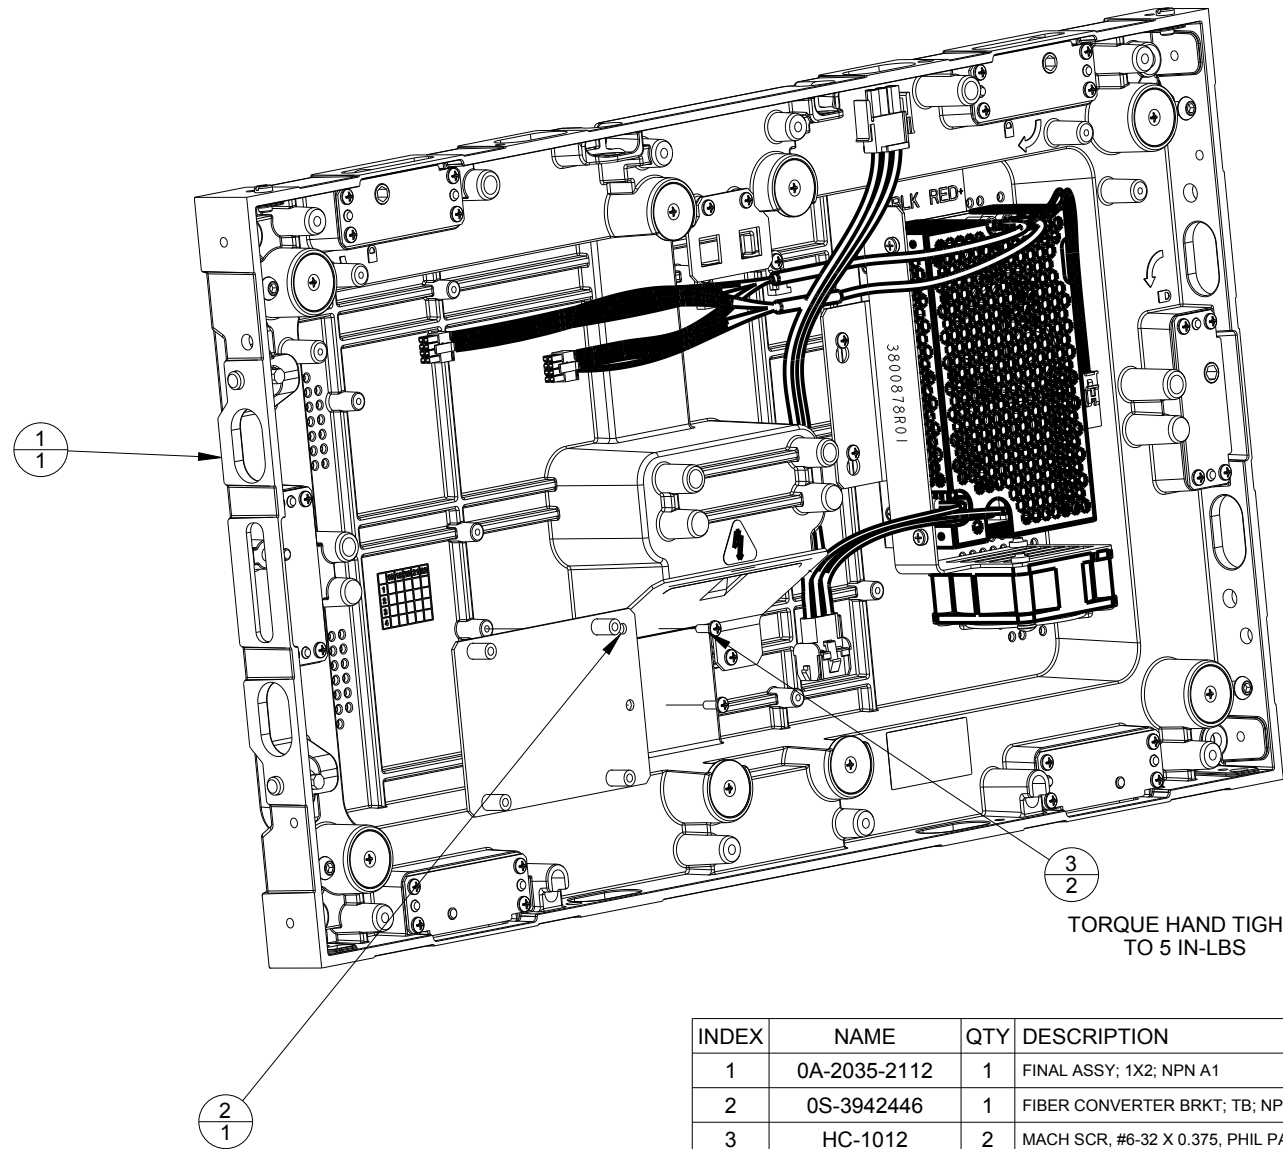 BLK RED+
3800878R01
1
1
3
2
TORQUE HAND TIGH
TO 5 IN-LBS
2
1
INDEX NAME QTY DESCRIPTION
1 0A-2035-2112 1 FINAL ASSY; 1X2; NPN A1
2 0S-3942446 1 FIBER CONVERTER BRKT; TB; NP
3 HC-1012 2 MACH SCR, #6-32 X 0.375, PHIL PA